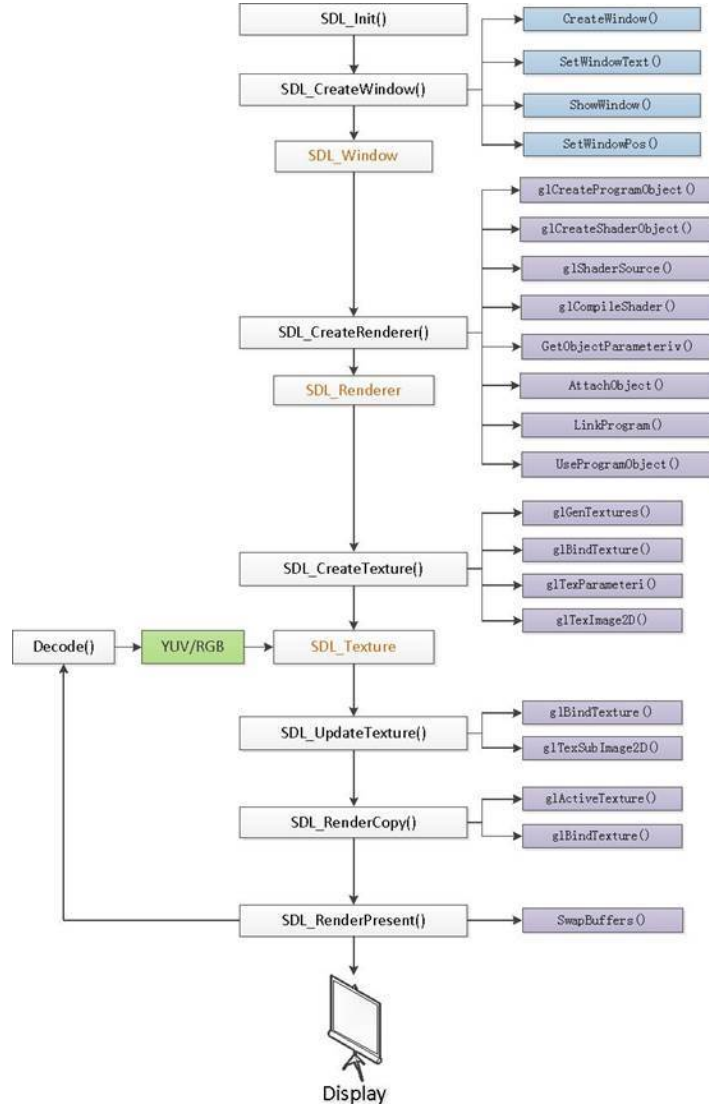 SDL_Init()
CreateWindow()
SetWindowText()
SDL_CreateWindow()
ShowWindow()
SetWindowPos()
SDL_Window
glCreateProgramObject()
glCreateShaderObject()
glShaderSource()
glCompileShader()
SDL_CreateRenderer()
GetObjectParameteriv()
SDL_Renderer
AttachObject()
LinkProgram()
UseProgramObject()
glGenTextures()
glBindTexture()
SDL_CreateTexture()
glTexParameteri()
glTexImage2D()
Decode()
YUV/RGB
SDL_Texture
glBindTexture()
SDL_UpdateTexture()
glTexSubImage2D()
glActiveTexture()
SDL_RenderCopy()
glBindTexture()
SDL_RenderPresent()
SwapBuffers()
Display